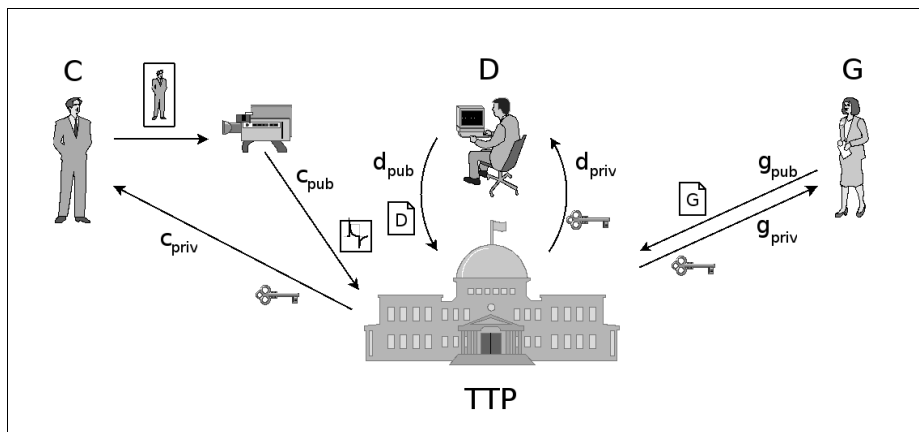 C
D
G
c_pub
d_pub
d_priv
g_pub
D
G
c_priv
g_priv
TTP